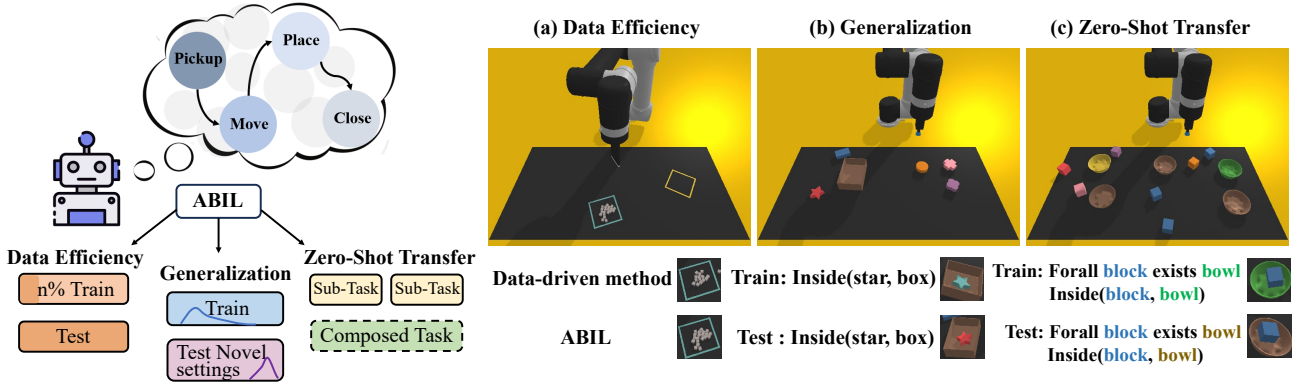 Pickup
Place
Move
Close
ABIL
Data Efficiency
n% Train
Test
Generalization
Train
Test Novel
settings
Zero-Shot Transfer
Sub-Task
Sub-Task
Composed Task
(a) Data Efficiency
(b) Generalization
(c) Zero-Shot Transfer
Data-driven method
ABIL
Train: Inside(star, box)
Test : Inside(star, box)
Train: Forall block exists bowl
Inside(block, bowl)
Test: Forall block exists bowl
Inside(block, bowl)